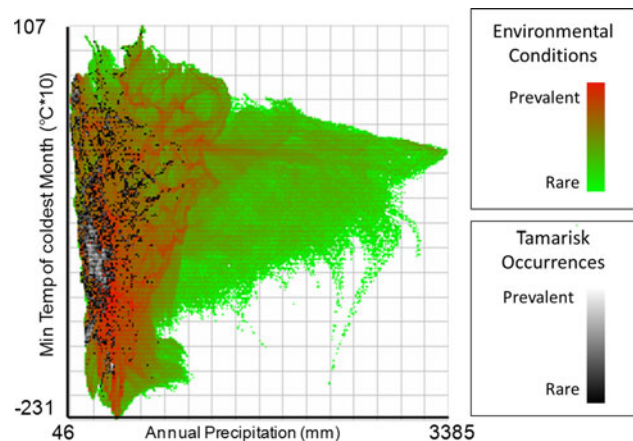 107
Min Temp of coldest Month (°C*10)
-231
46
Annual Precipitation (mm)
3385
Environmental
Conditions
Prevalent
Rare
Tamarisk
Occurrences
Prevalent
Rare